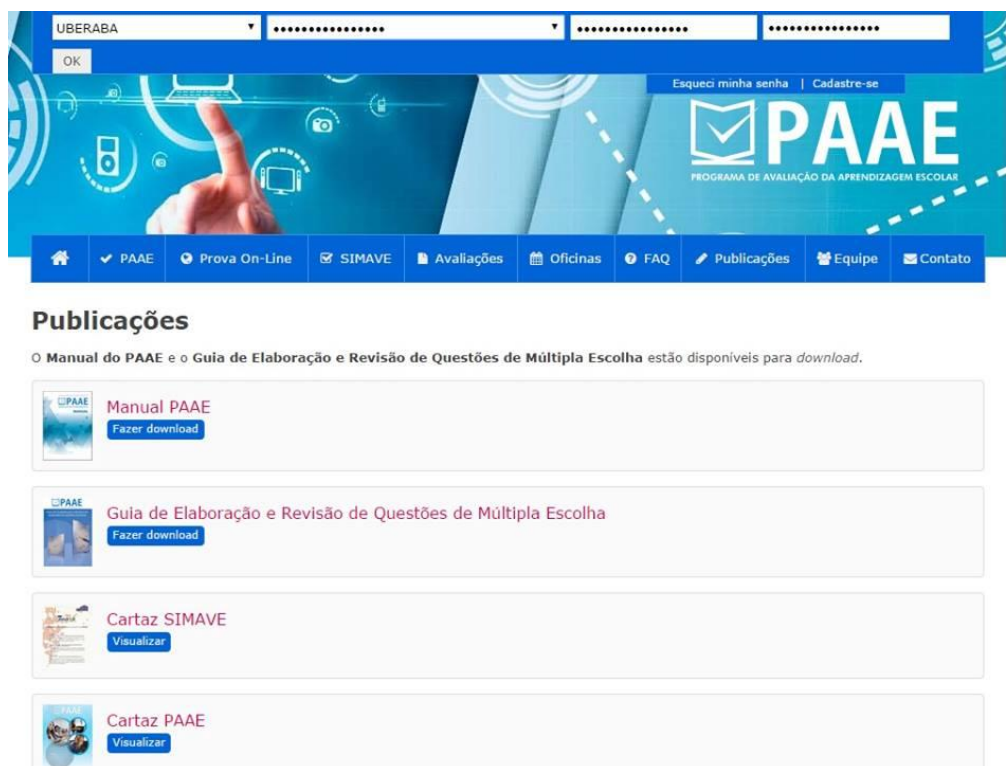 UBERABA
OK
Esqueci minha senha | Cadastre-se
PAAE
PROGRAMA DE AVALIAÇÃO DA APRENDIZAGEM ESCOLAR
PAAE Prova On-Line SIMAVE Avaliações Oficinas FAQ Publicações Equipe Contato
Publicações
O Manual do PAAE e o Guia de Elaboração e Revisão de Questões de Múltipla Escolha estão disponíveis para download.
PAAE
Manual PAAE
Fazer download
PAAE
Guia de Elaboração e Revisão de Questões de Múltipla Escolha
Fazer download
Cartaz SIMAVE
Visualizar
PAAE
Cartaz PAAE
Visualizar